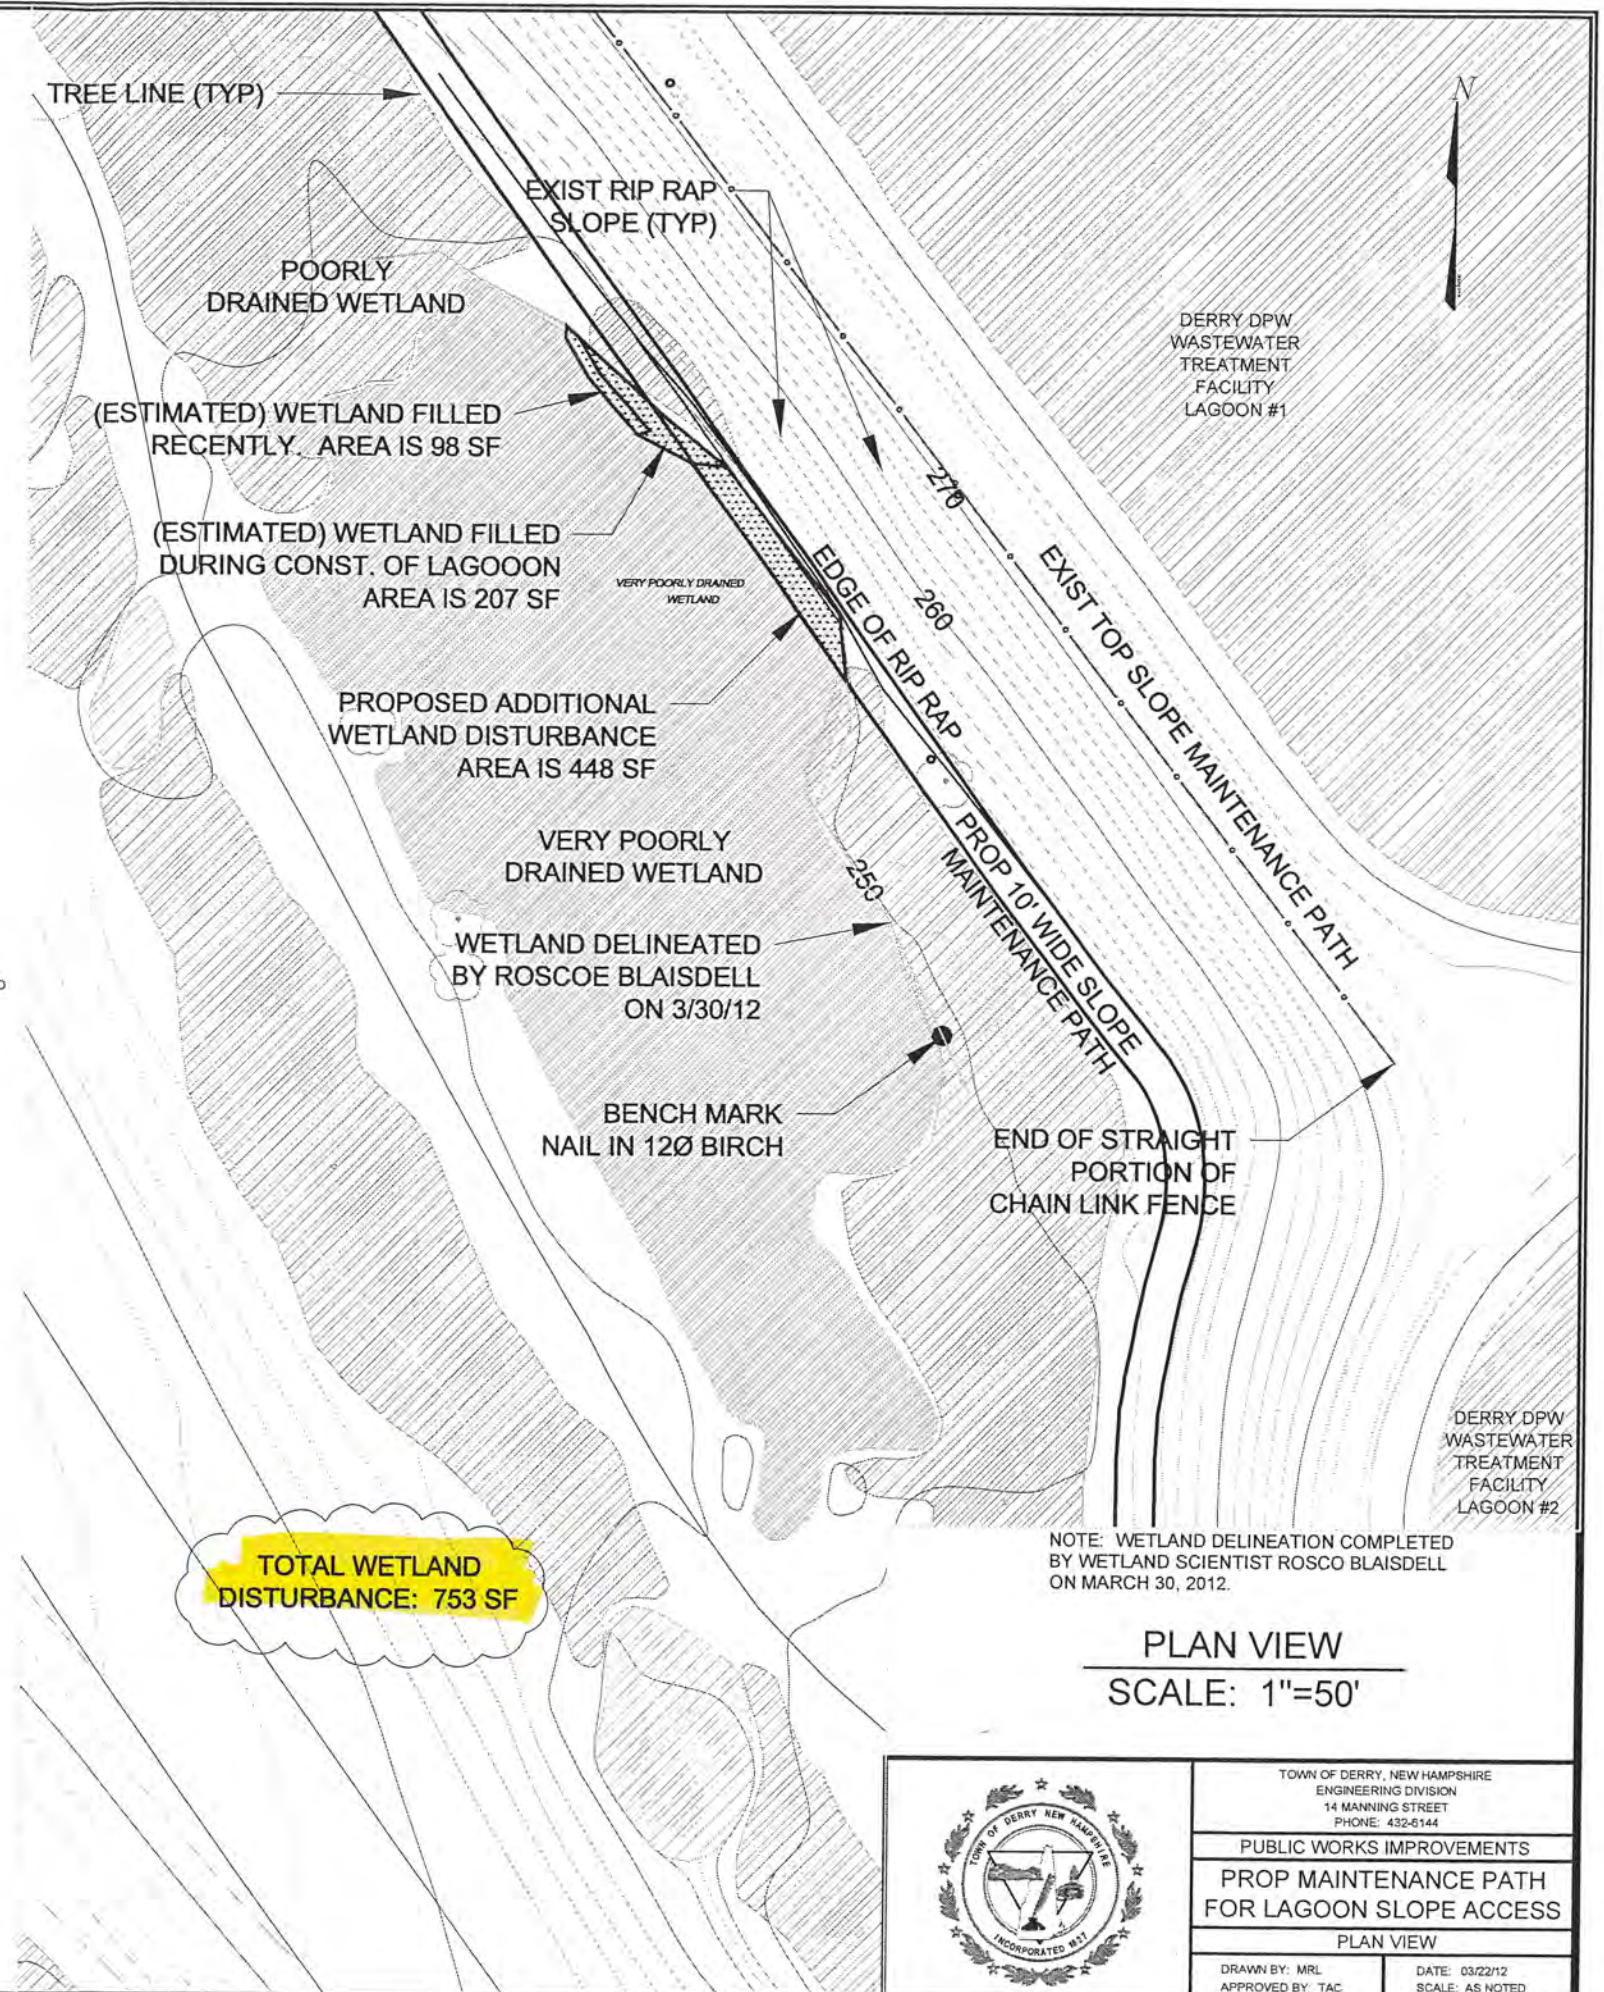 TREE LINE (TYP)
N
EXIST RIP RAP
SLOPE (TYP)
POORLY
DRAINED WETLAND
DERRY DPW
WASTEWATER
TREATMENT
FACILITY
LAGOON #1
(ESTIMATED) WETLAND FILLED
RECENTLY. AREA IS 98 SF
270
(ESTIMATED) WETLAND FILLED
DURING CONST. OF LAGOOON
AREA IS 207 SF
VERY POORLY DRAINED
WETLAND
260
EDGE OF RIP RAP
EXIST TOP SLOPE MAINTENANCE PATH
PROPOSED ADDITIONAL
WETLAND DISTURBANCE
AREA IS 448 SF
VERY POORLY
DRAINED WETLAND
250
PROP 10' WIDE SLOPE
MAINTENANCE PATH
WETLAND DELINEATED
BY ROSCOE BLAISDELL
ON 3/30/12
BENCH MARK
NAIL IN 12Ø BIRCH
END OF STRAIGHT
PORTION OF
CHAIN LINK FENCE
DERRY DPW
WASTEWATER
TREATMENT
FACILITY
LAGOON #2
NOTE: WETLAND DELINEATION COMPLETED
BY WETLAND SCIENTIST ROSCO BLAISDELL
ON MARCH 30, 2012.
TOTAL WETLAND
DISTURBANCE: 753 SF
PLAN VIEW
SCALE: 1"=50'
TOWN OF DERRY NEW HAMPSHIRE
INCORPORATED 1827
TOWN OF DERRY, NEW HAMPSHIRE
ENGINEERING DIVISION
14 MANNING STREET
PHONE: 432-6144
PUBLIC WORKS IMPROVEMENTS
PROP MAINTENANCE PATH
FOR LAGOON SLOPE ACCESS
PLAN VIEW
DRAWN BY: MRL
APPROVED BY: TAC
DATE: 03/22/12
SCALE: AS NOTED